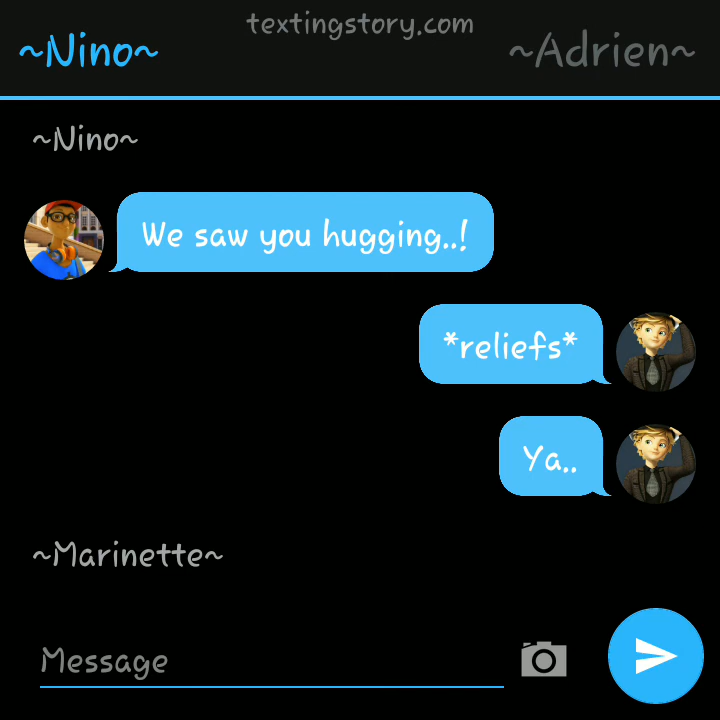 textingstory.com
~Nino~ ~Adrien~
~Nino~
We saw you hugging..!
*reliefs*
Ya..
~Marinette~
Message